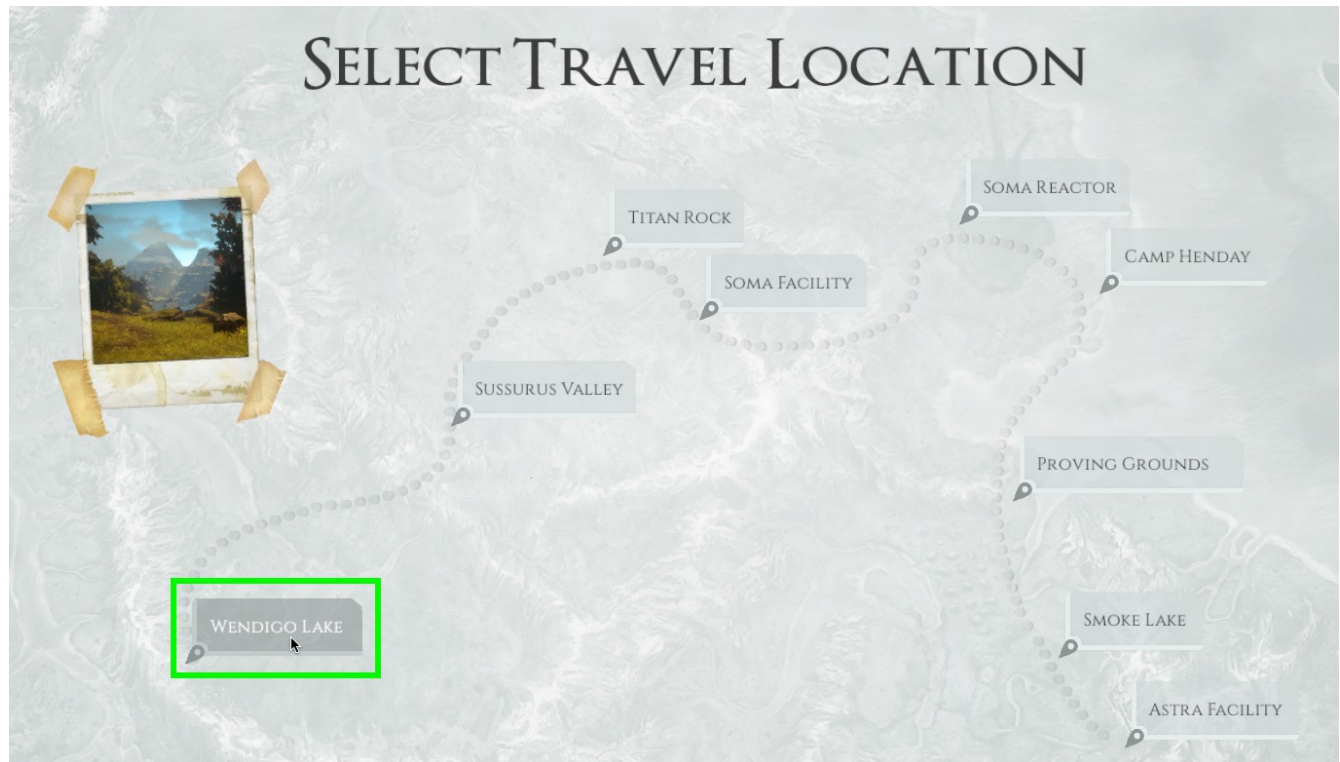 SELECT TRAVEL LOCATION
SOMA REACTOR
TITAN ROCK
CAMP HENDAY
SOMA FACILITY
SUSSURUS VALLEY
PROVING GROUNDS
WENDIGO LAKE
SMOKE LAKE
ASTRA FACILITY